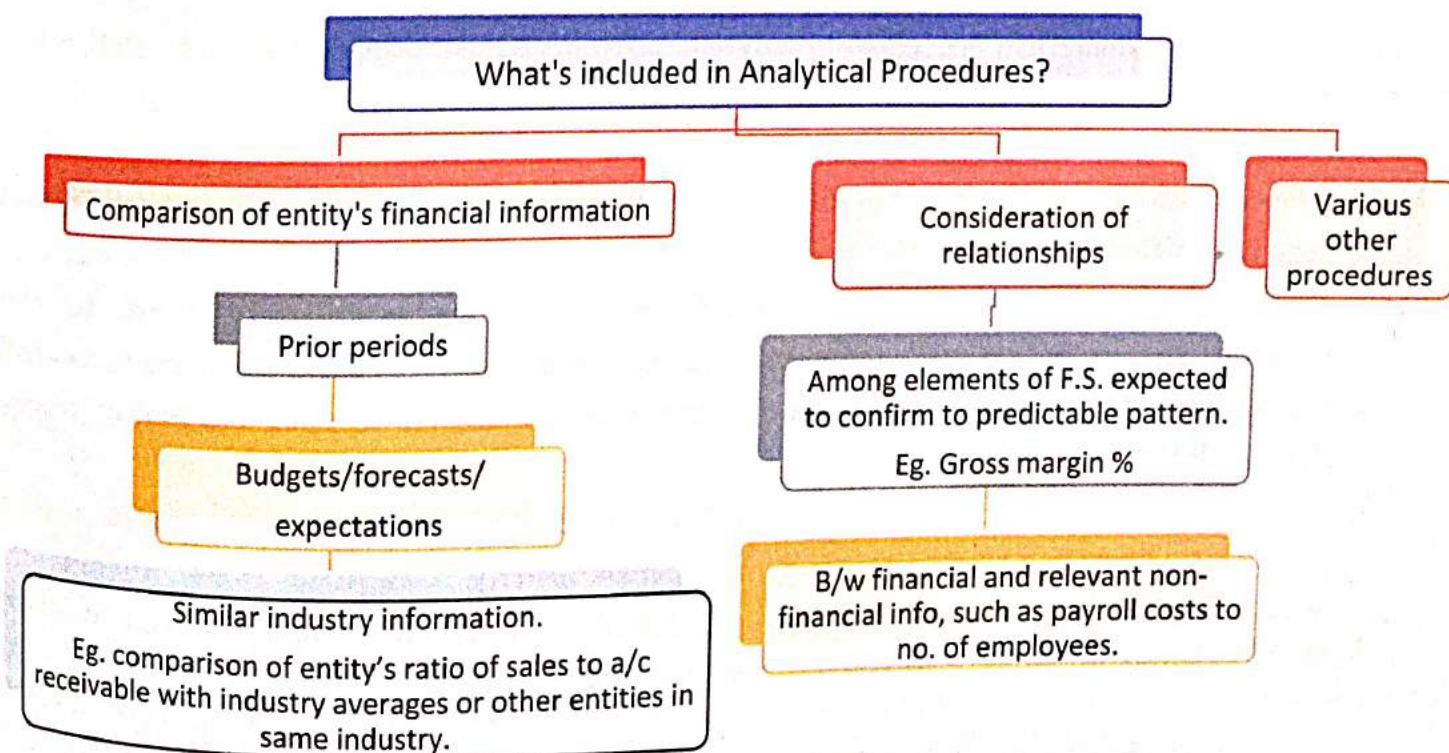 What's included in Analytical Procedures?
Comparison of entity's financial information
Prior periods
Budgets/forecasts/
expectations
Similar industry information.
Eg. comparison of entity's ratio of sales to a/c
receivable with industry averages or other entities in
same industry.
Consideration of
relationships
Among elements of F.S. expected
to confirm to predictable pattern.
Eg. Gross margin %
B/w financial and relevant non-
financial info, such as payroll costs to
no. of employees.
Various
other
procedures